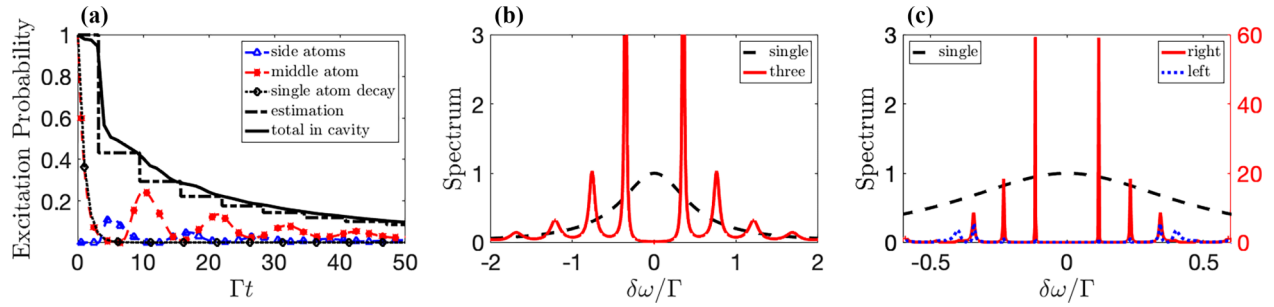 (a)
Excitation Probability
1
0.8
0.6
0.4
0.2
0
10
20
30
40
50
Γt
side atoms
middle atom
single atom decay
estimation
total in cavity
(b)
Spectrum
3
2
1
0
-2
-1
0
1
2
δω/Γ
single
three
(c)
Spectrum
3
2
1
0
-0.5
0
0.5
δω/Γ
60
40
20
0
single
right
left